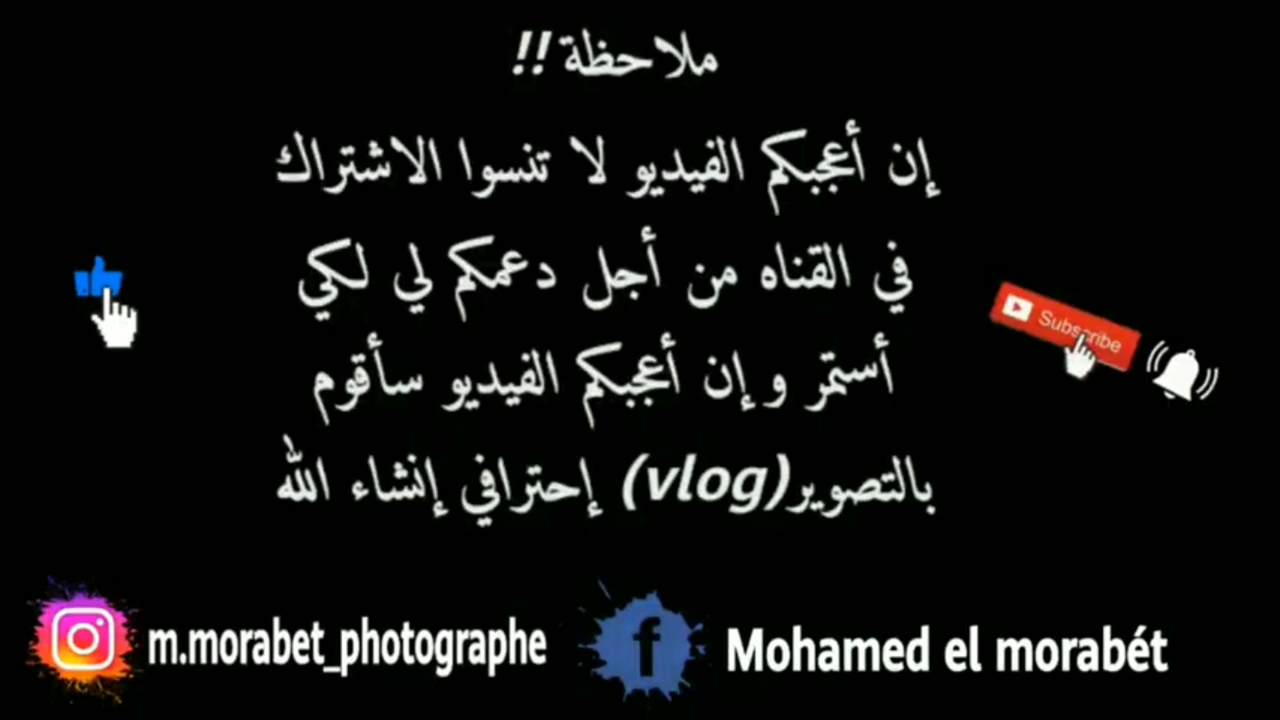 ملاحظة !!
إن أعجبكم الفيديو لا تنسوا الاشتراك
في القناه من أجل دعمكم لي لكي
أستمر و إن أعجبكم الفيديو سأقوم
بالتصوير(vlog) إحترافي إنشاء الله
Subscribe
m.morabet_photographe
Mohamed el morabét